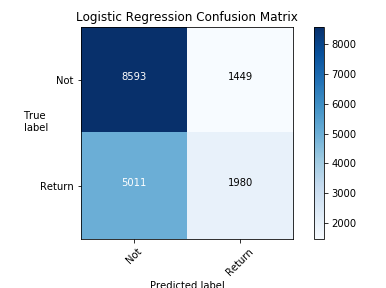 Logistic Regression Confusion Matrix
Not
8593
1449
True
label
Return
5011
1980
Not
Return
Predicted label
8000
7000
6000
5000
4000
3000
2000